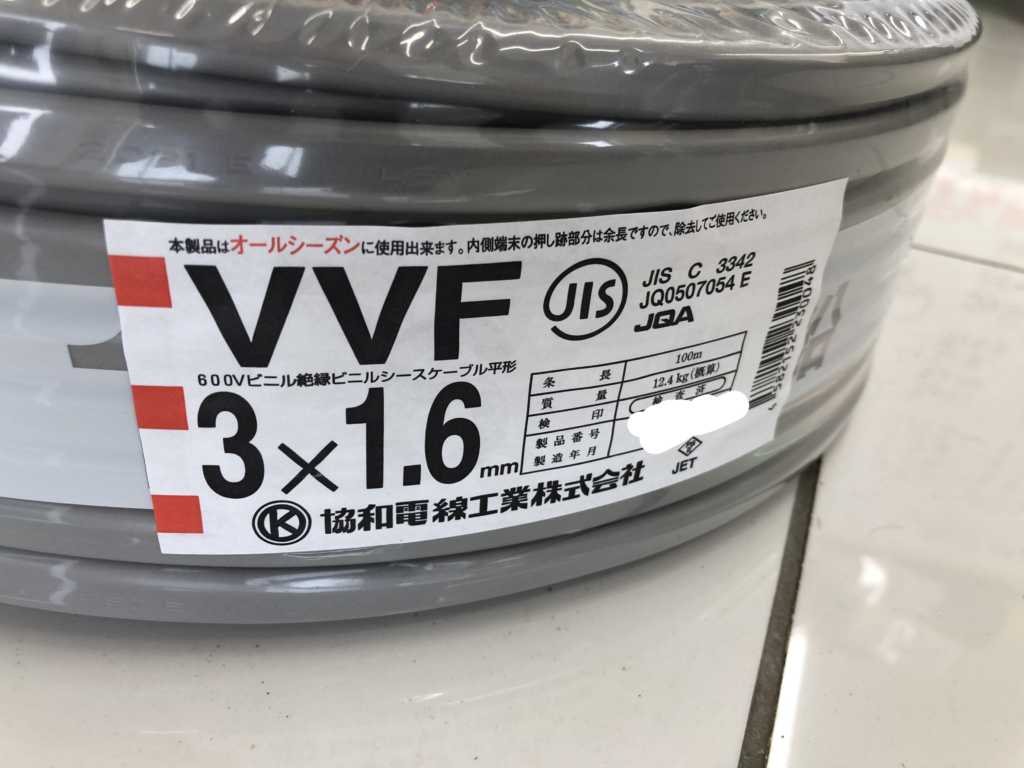 本製品はオールシーズンに使用出来ます。内側端末の押し跡部分は余長ですので、除去してご使用ください。
VVF
JIS
JIS C 3342
JQ0507054 E
JQA
600Vビニル絶縁ビニルシースケーブル平形
3×1.6mm
条長 100m
質量 12.4kg(概算)
検印 検査済
製品番号
製造年月
PSE
JET
K 協和電線工業株式会社